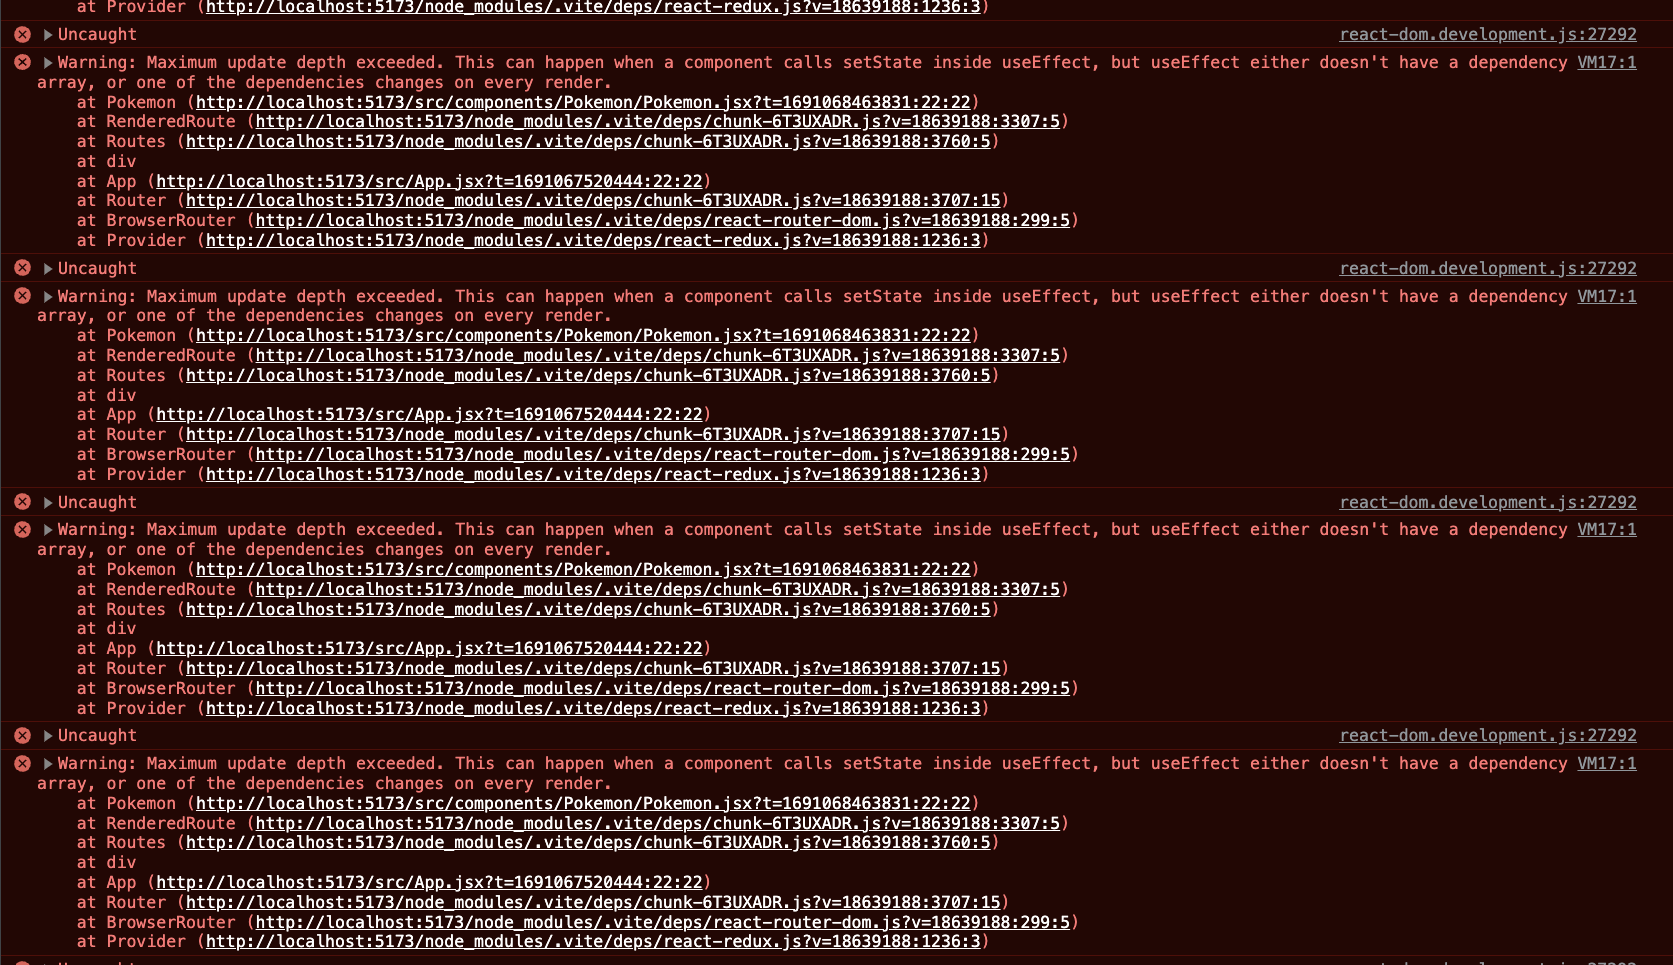 at Provider (http://localhost:5173/node_modules/.vite/deps/react-redux.js?v=18639188:1236:3)
Uncaught react-dom.development.js:27292
Warning: Maximum update depth exceeded. This can happen when a component calls setState inside useEffect, but useEffect either doesn't have a dependency VM17:1
array, or one of the dependencies changes on every render.
at Pokemon (http://localhost:5173/src/components/Pokemon/Pokemon.jsx?t=1691068463831:22:22)
at RenderedRoute (http://localhost:5173/node_modules/.vite/deps/chunk-6T3UXADR.js?v=18639188:3307:5)
at Routes (http://localhost:5173/node_modules/.vite/deps/chunk-6T3UXADR.js?v=18639188:3760:5)
at div
at App (http://localhost:5173/src/App.jsx?t=1691067520444:22:22)
at Router (http://localhost:5173/node_modules/.vite/deps/chunk-6T3UXADR.js?v=18639188:3707:15)
at BrowserRouter (http://localhost:5173/node_modules/.vite/deps/react-router-dom.js?v=18639188:299:5)
at Provider (http://localhost:5173/node_modules/.vite/deps/react-redux.js?v=18639188:1236:3)
Uncaught react-dom.development.js:27292
Warning: Maximum update depth exceeded. This can happen when a component calls setState inside useEffect, but useEffect either doesn't have a dependency VM17:1
array, or one of the dependencies changes on every render.
at Pokemon (http://localhost:5173/src/components/Pokemon/Pokemon.jsx?t=1691068463831:22:22)
at RenderedRoute (http://localhost:5173/node_modules/.vite/deps/chunk-6T3UXADR.js?v=18639188:3307:5)
at Routes (http://localhost:5173/node_modules/.vite/deps/chunk-6T3UXADR.js?v=18639188:3760:5)
at div
at App (http://localhost:5173/src/App.jsx?t=1691067520444:22:22)
at Router (http://localhost:5173/node_modules/.vite/deps/chunk-6T3UXADR.js?v=18639188:3707:15)
at BrowserRouter (http://localhost:5173/node_modules/.vite/deps/react-router-dom.js?v=18639188:299:5)
at Provider (http://localhost:5173/node_modules/.vite/deps/react-redux.js?v=18639188:1236:3)
Uncaught react-dom.development.js:27292
Warning: Maximum update depth exceeded. This can happen when a component calls setState inside useEffect, but useEffect either doesn't have a dependency VM17:1
array, or one of the dependencies changes on every render.
at Pokemon (http://localhost:5173/src/components/Pokemon/Pokemon.jsx?t=1691068463831:22:22)
at RenderedRoute (http://localhost:5173/node_modules/.vite/deps/chunk-6T3UXADR.js?v=18639188:3307:5)
at Routes (http://localhost:5173/node_modules/.vite/deps/chunk-6T3UXADR.js?v=18639188:3760:5)
at div
at App (http://localhost:5173/src/App.jsx?t=1691067520444:22:22)
at Router (http://localhost:5173/node_modules/.vite/deps/chunk-6T3UXADR.js?v=18639188:3707:15)
at BrowserRouter (http://localhost:5173/node_modules/.vite/deps/react-router-dom.js?v=18639188:299:5)
at Provider (http://localhost:5173/node_modules/.vite/deps/react-redux.js?v=18639188:1236:3)
Uncaught react-dom.development.js:27292
Warning: Maximum update depth exceeded. This can happen when a component calls setState inside useEffect, but useEffect either doesn't have a dependency VM17:1
array, or one of the dependencies changes on every render.
at Pokemon (http://localhost:5173/src/components/Pokemon/Pokemon.jsx?t=1691068463831:22:22)
at RenderedRoute (http://localhost:5173/node_modules/.vite/deps/chunk-6T3UXADR.js?v=18639188:3307:5)
at Routes (http://localhost:5173/node_modules/.vite/deps/chunk-6T3UXADR.js?v=18639188:3760:5)
at div
at App (http://localhost:5173/src/App.jsx?t=1691067520444:22:22)
at Router (http://localhost:5173/node_modules/.vite/deps/chunk-6T3UXADR.js?v=18639188:3707:15)
at BrowserRouter (http://localhost:5173/node_modules/.vite/deps/react-router-dom.js?v=18639188:299:5)
at Provider (http://localhost:5173/node_modules/.vite/deps/react-redux.js?v=18639188:1236:3)